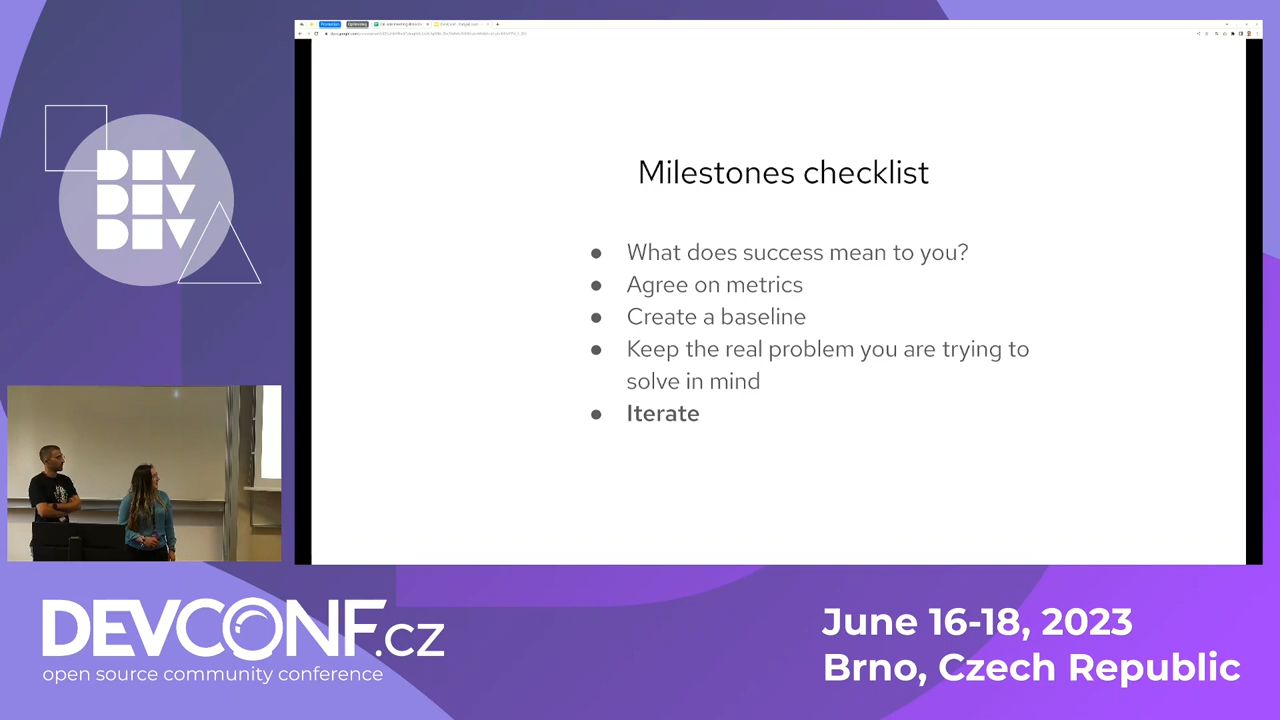 Milestones checklist
● What does success mean to you?
● Agree on metrics
● Create a baseline
● Keep the real problem you are trying to
solve in mind
● Iterate
DEV
DEV
DEV
DEVCONF.cz
open source community conference
June 16-18, 2023
Brno, Czech Republic